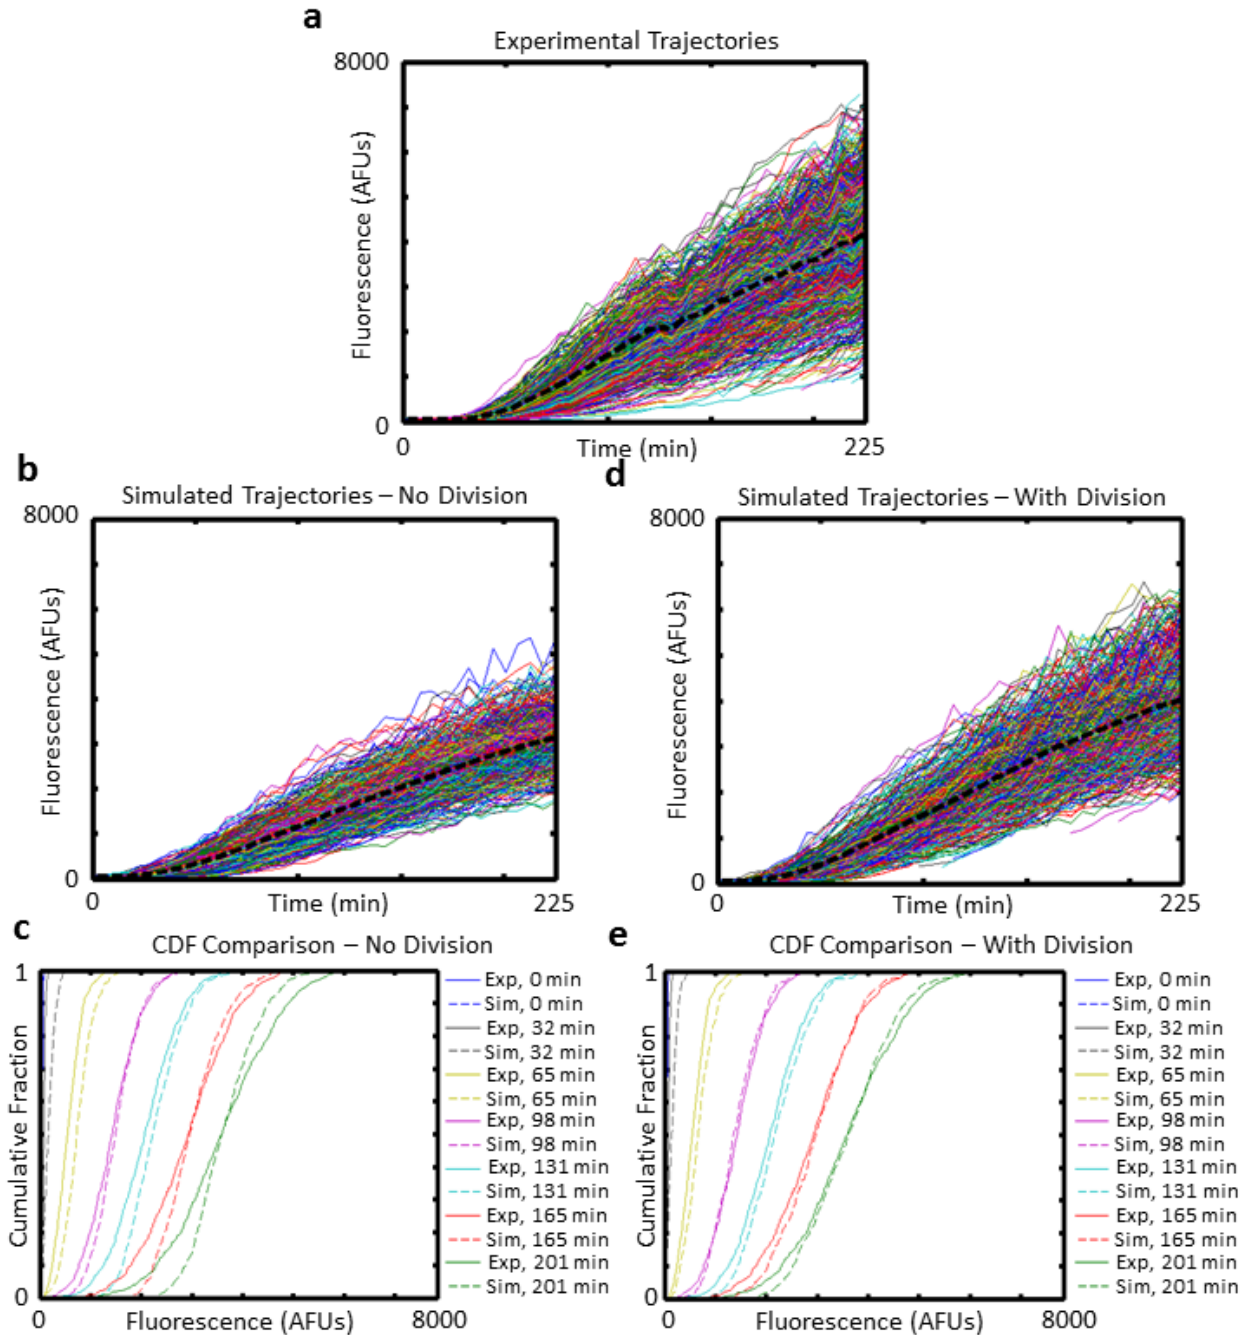 a
Experimental Trajectories
8000
Fluorescence (AFUs)
0
0
Time (min)
225
b
Simulated Trajectories – No Division
8000
Fluorescence (AFUs)
0
0
Time (min)
225
d
Simulated Trajectories – With Division
8000
Fluorescence (AFUs)
0
0
Time (min)
225
c
CDF Comparison – No Division
1
Cumulative Fraction
0
0
Fluorescence (AFUs)
8000
Exp, 0 min
Sim, 0 min
Exp, 32 min
Sim, 32 min
Exp, 65 min
Sim, 65 min
Exp, 98 min
Sim, 98 min
Exp, 131 min
Sim, 131 min
Exp, 165 min
Sim, 165 min
Exp, 201 min
Sim, 201 min
e
CDF Comparison – With Division
1
Cumulative Fraction
0
0
Fluorescence (AFUs)
8000
Exp, 0 min
Sim, 0 min
Exp, 32 min
Sim, 32 min
Exp, 65 min
Sim, 65 min
Exp, 98 min
Sim, 98 min
Exp, 131 min
Sim, 131 min
Exp, 165 min
Sim, 165 min
Exp, 201 min
Sim, 201 min